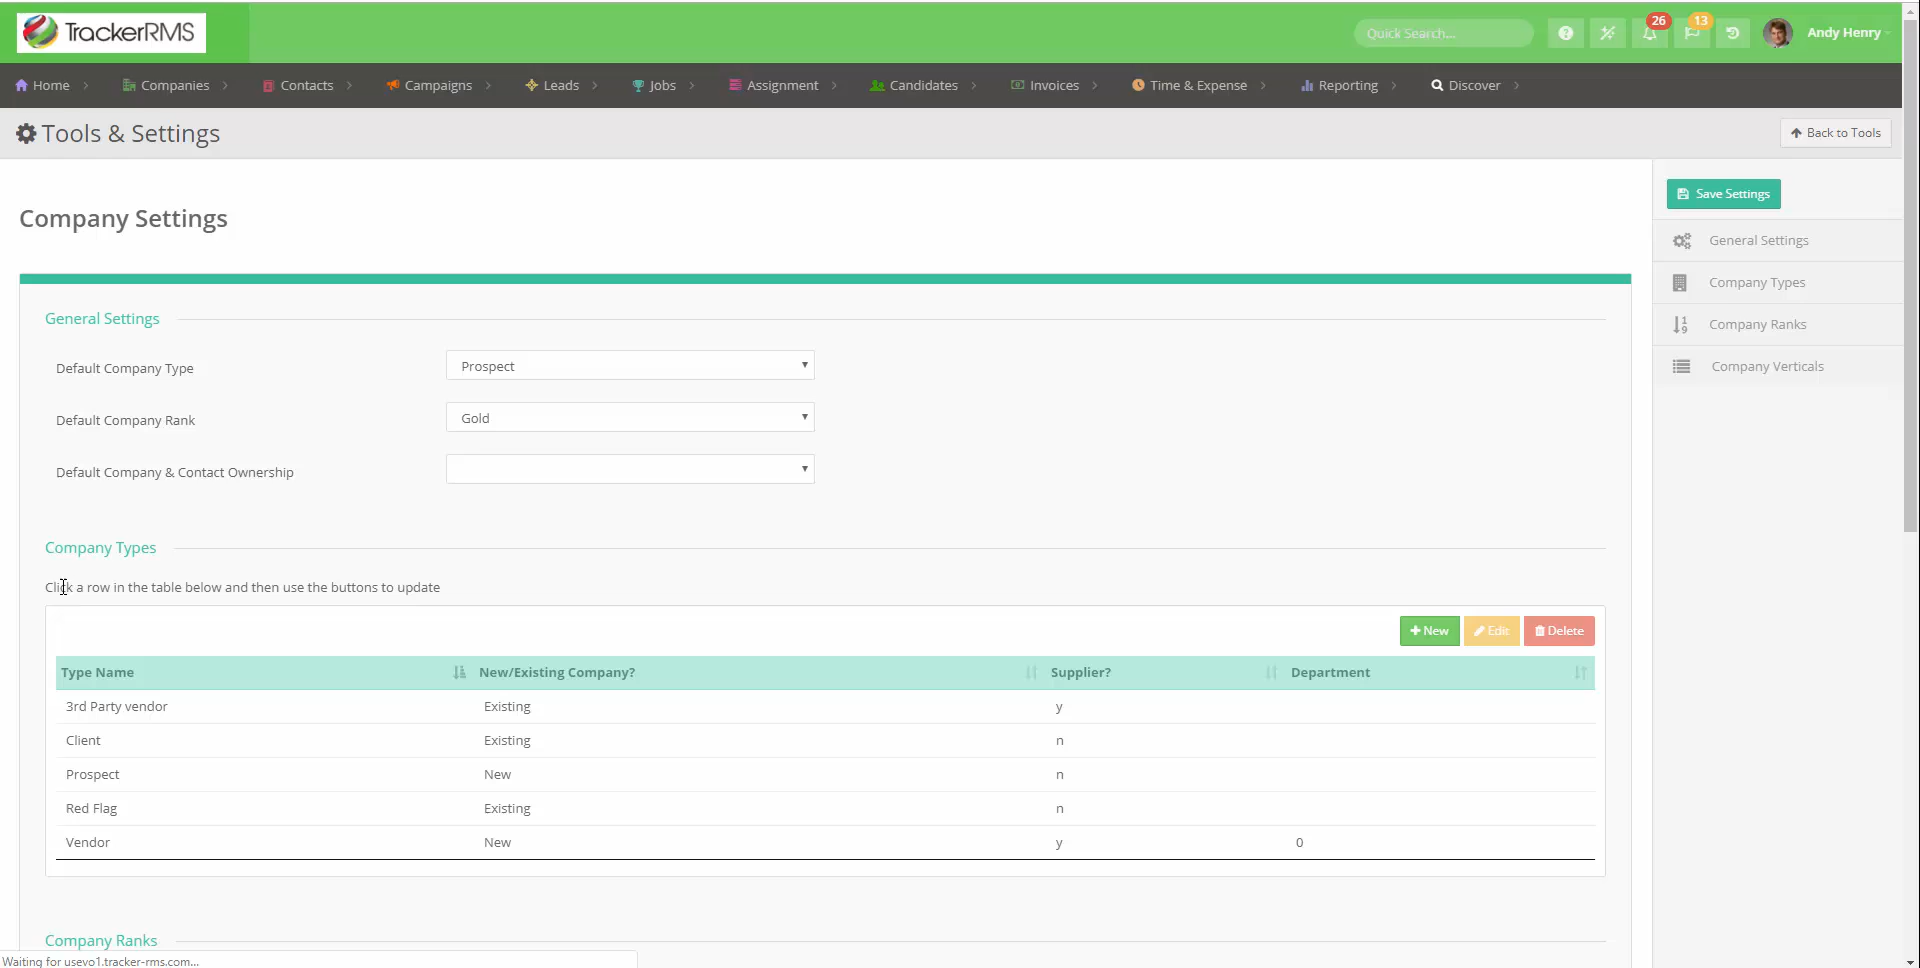 TrackerRMS
Quick Search...
26
13
Andy Henry
Home
Companies
Contacts
Campaigns
Leads
Jobs
Assignment
Candidates
Invoices
Time & Expense
Reporting
Discover
Tools & Settings
Back to Tools
Company Settings
Save Settings
General Settings
Company Types
Company Ranks
Company Verticals
General Settings
Default Company Type
Prospect
Default Company Rank
Gold
Default Company & Contact Ownership
Company Types
Click a row in the table below and then use the buttons to update
New
Edit
Delete
Type Name New/Existing Company? Supplier? Department
3rd Party vendor Existing y
Client Existing n
Prospect New n
Red Flag Existing n
Vendor New y 0
Company Ranks
Waiting for usevo1.tracker-rms.com...